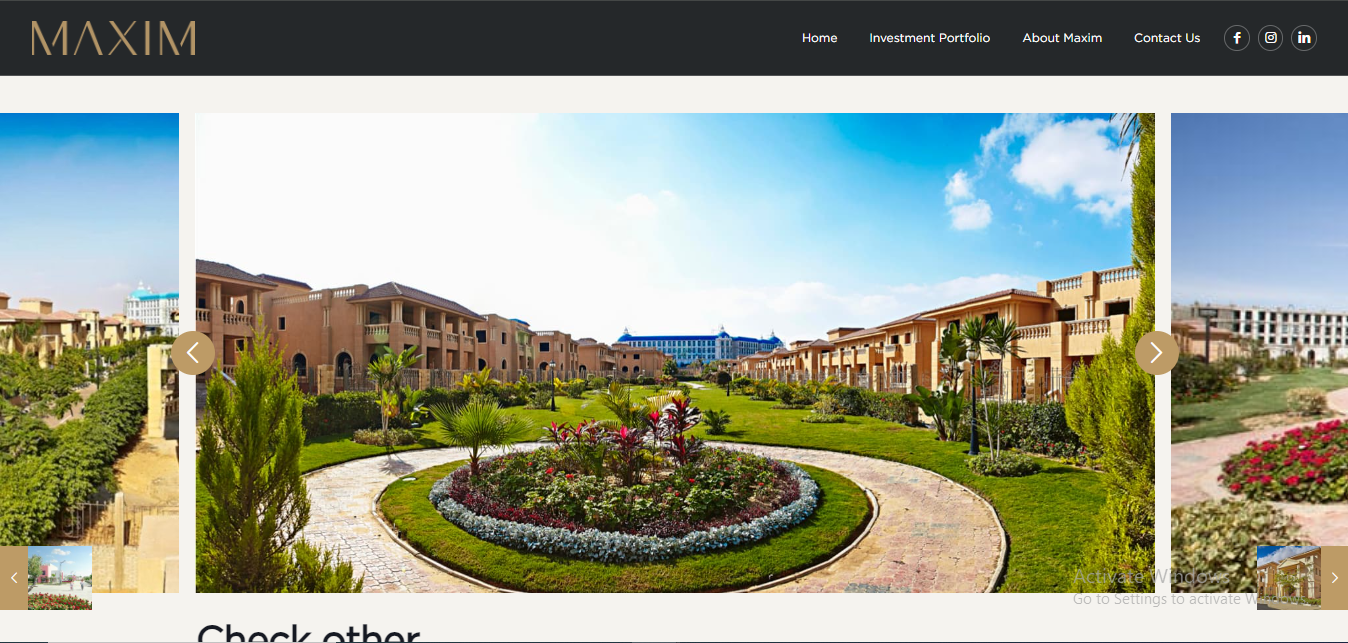 MAXIM
Home
Investment Portfolio
About Maxim
Contact Us
Activate Windows
Go to Settings to activate Windows.
Check other